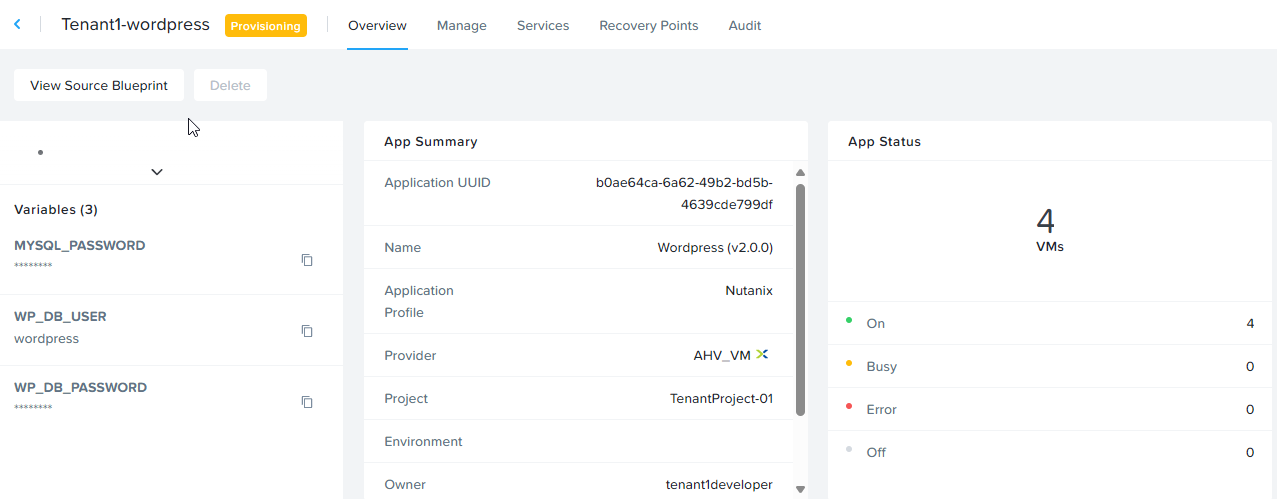 Tenant1-wordpress Provisioning Overview Manage Services Recovery Points Audit
View Source Blueprint Delete
Variables (3)
MYSQL_PASSWORD
********
WP_DB_USER
wordpress
WP_DB_PASSWORD
********
App Summary
Application UUID b0ae64ca-6a62-49b2-bd5b-
4639cde799df
Name Wordpress (v2.0.0)
Application Nutanix
Profile
Provider AHV_VM
Project TenantProject-01
Environment
Owner tenant1developer
App Status
4
VMs
On 4
Busy 0
Error 0
Off 0